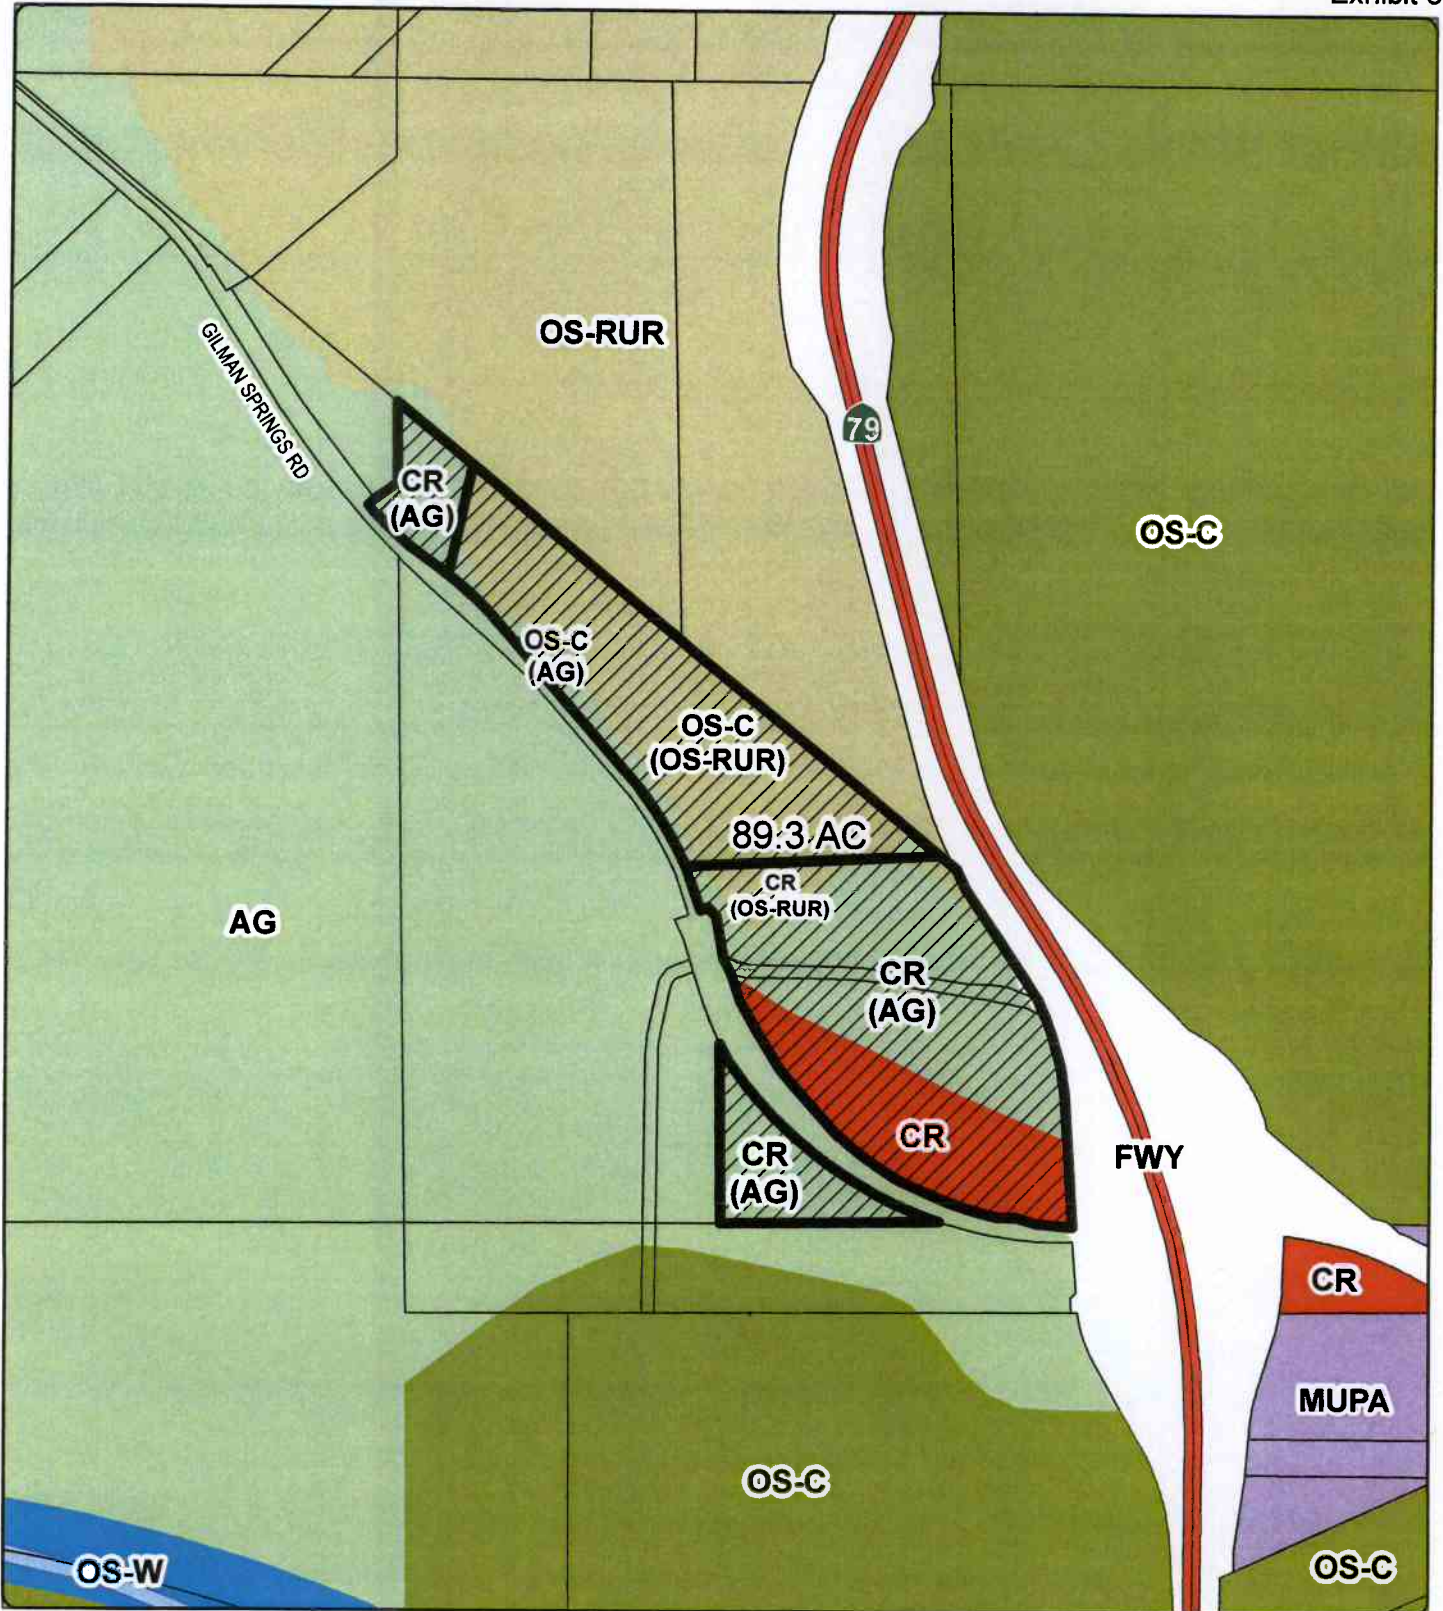 Exhibit
OS-RUR
GILMAN SPRINGS RD
79
CR
(AG)
OS-C
OS-C
(AG)
OS-C
(OS-RUR)
89.3 AC
CR
(OS-RUR)
AG
CR
(AG)
CR
CR
(AG)
FWY
CR
MUPA
OS-C
OS-W
OS-C